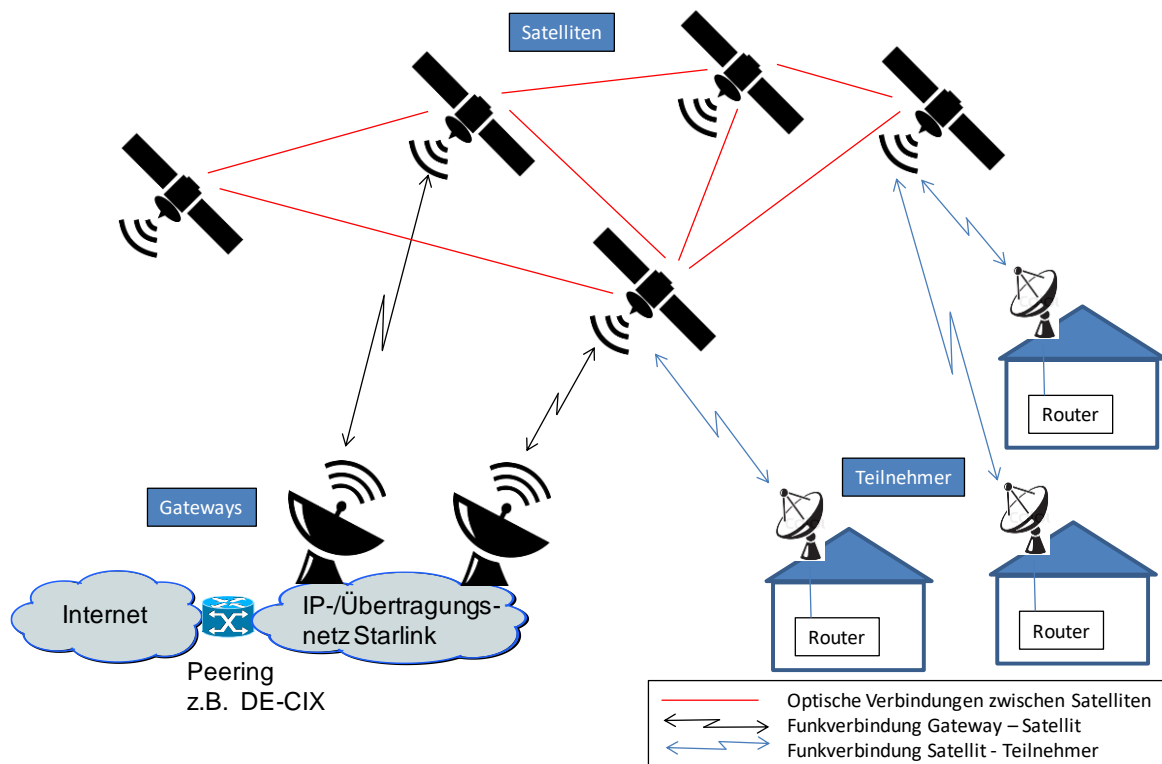 Satelliten
Router
Teilnehmer
Gateways
Internet
IP-/Übertragungs-
netz Starlink
Router
Router
Peering
z.B. DE-CIX
Optische Verbindungen zwischen Satelliten
Funkverbindung Gateway – Satellit
Funkverbindung Satellit - Teilnehmer